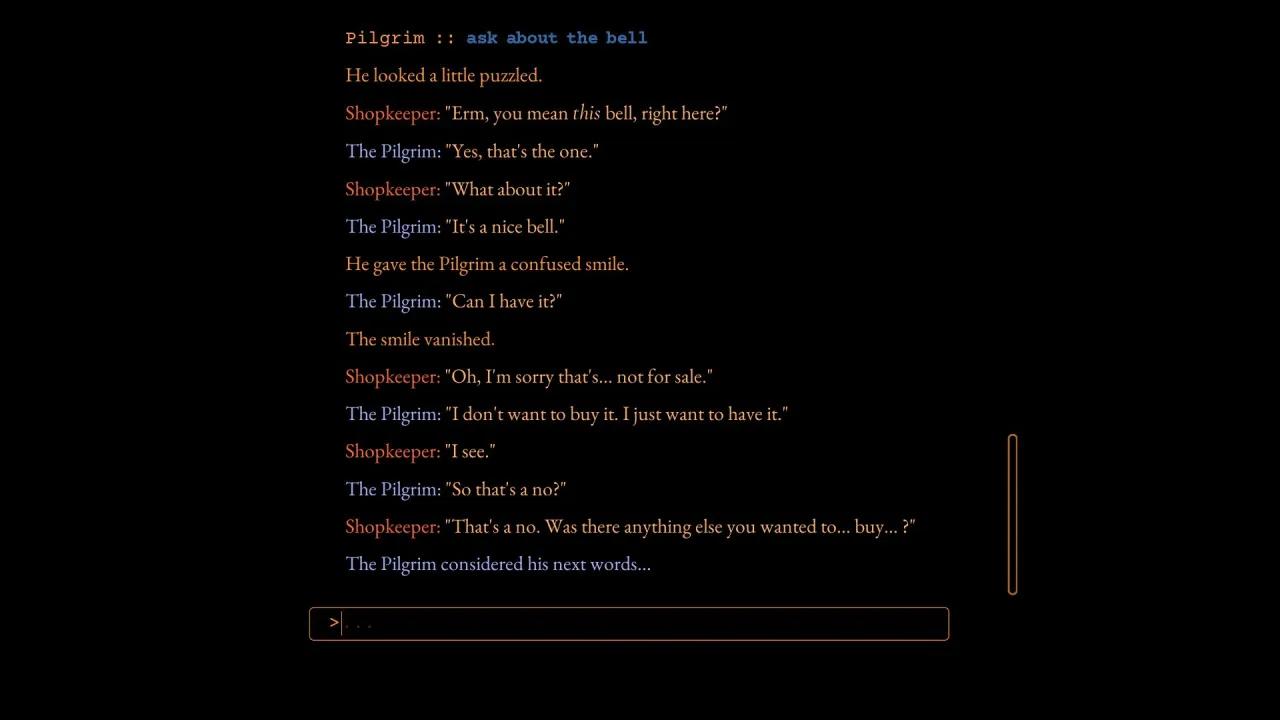 Pilgrim :: ask about the bell
He looked a little puzzled.
Shopkeeper: "Erm, you mean this bell, right here?"
The Pilgrim: "Yes, that's the one."
Shopkeeper: "What about it?"
The Pilgrim: "It's a nice bell."
He gave the Pilgrim a confused smile.
The Pilgrim: "Can I have it?"
The smile vanished.
Shopkeeper: "Oh, I'm sorry that's... not for sale."
The Pilgrim: "I don't want to buy it. I just want to have it."
Shopkeeper: "I see."
The Pilgrim: "So that's a no?"
Shopkeeper: "That's a no. Was there anything else you wanted to... buy... ?"
The Pilgrim considered his next words...
>...